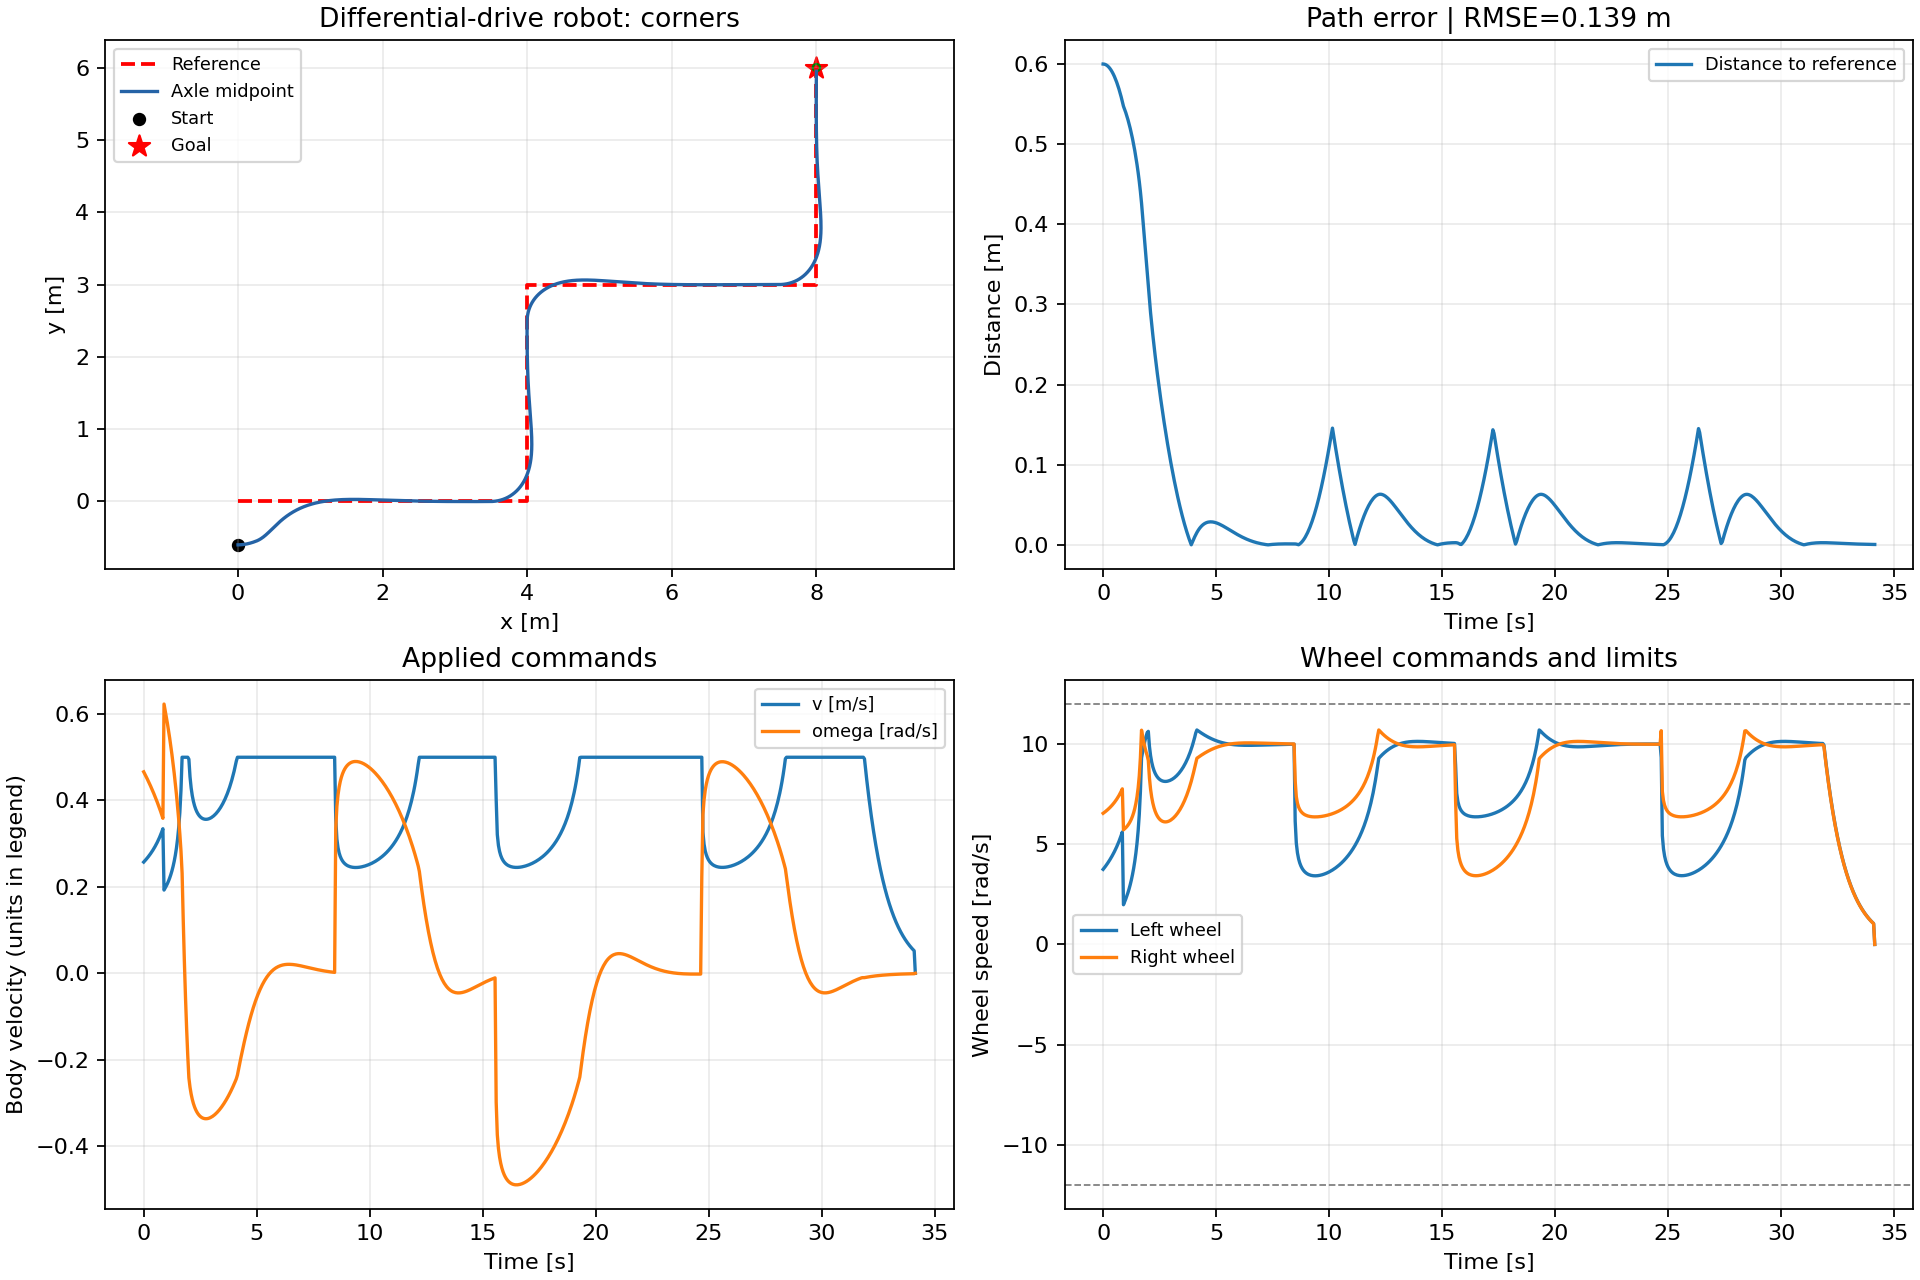 Differential-drive robot: corners
Reference
Axle midpoint
Start
Goal
6
5
4
3
2
1
0
y [m]
0 2 4 6 8
x [m]
Path error | RMSE=0.139 m
Distance to reference
0.6
0.5
0.4
0.3
0.2
0.1
0.0
Distance [m]
0 5 10 15 20 25 30 35
Time [s]
Applied commands
v [m/s]
omega [rad/s]
0.6
0.4
0.2
0.0
−0.2
−0.4
Body velocity (units in legend)
0 5 10 15 20 25 30 35
Time [s]
Wheel commands and limits
10
5
0
−5
−10
Left wheel
Right wheel
Wheel speed [rad/s]
0 5 10 15 20 25 30 35
Time [s]